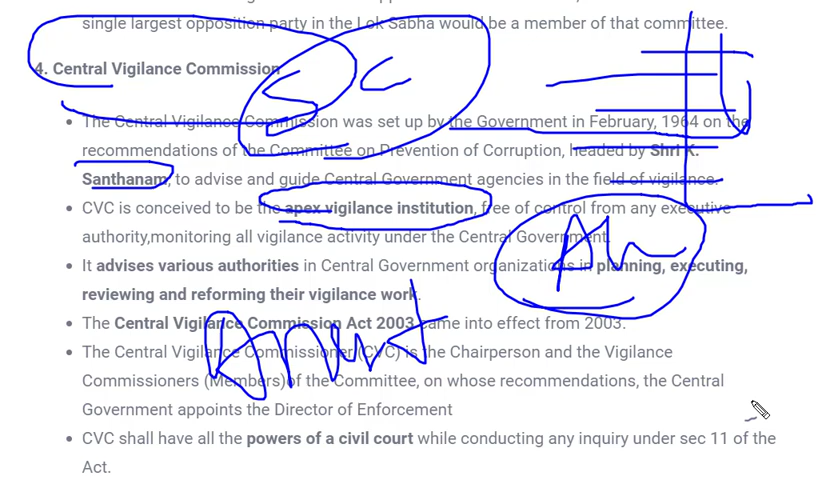 single largest opposition party in the Lok Sabha would be a member of that committee.
4. Central Vigilance Commission
SC
• The Central Vigilance Commission was set up by the Government in February, 1964 on the
recommendations of the Committee on Prevention of Corruption, headed by Shri K.
Santhanam, to advise and guide Central Government agencies in the field of vigilance.
• CVC is conceived to be the apex vigilance institution, free of control from any executive
authority,monitoring all vigilance activity under the Central Government.
• It advises various authorities in Central Government organizations in planning, executing,
reviewing and reforming their vigilance work.
• The Central Vigilance Commission Act 2003 came into effect from 2003.
• The Central Vigilance Commissioner (CVC) is the Chairperson and the Vigilance
Commissioners (Members) of the Committee, on whose recommendations, the Central
Government appoints the Director of Enforcement
• CVC shall have all the powers of a civil court while conducting any inquiry under sec 11 of the
Act.